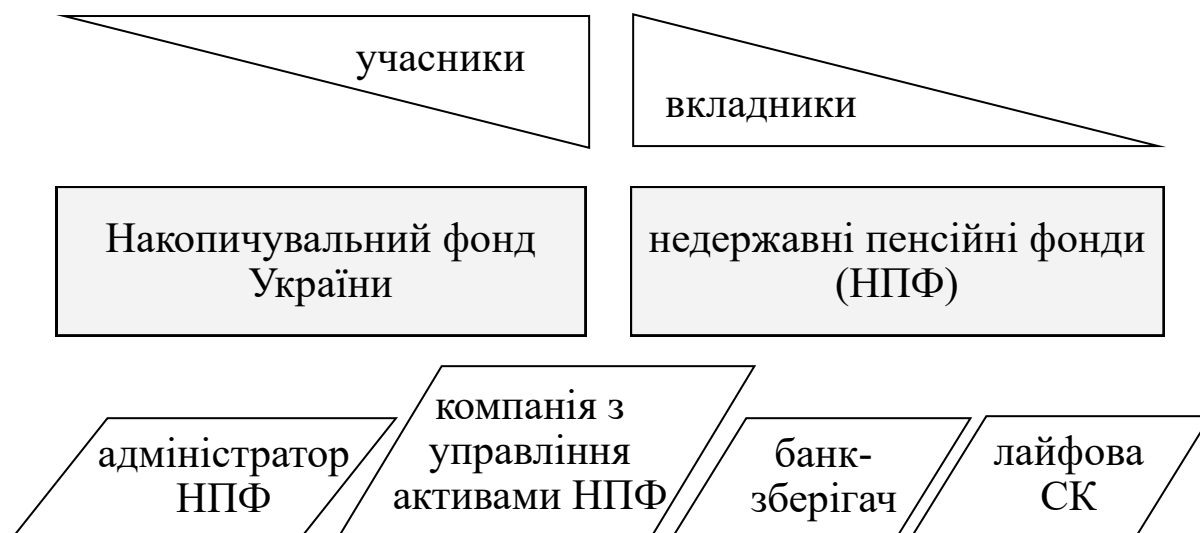 учасники
вкладники
Накопичувальний фонд
України
недержавні пенсійні фонди
(НПФ)
адміністратор
НПФ
компанія з
управління
активами НПФ
банк-
зберігач
лайфова
СК